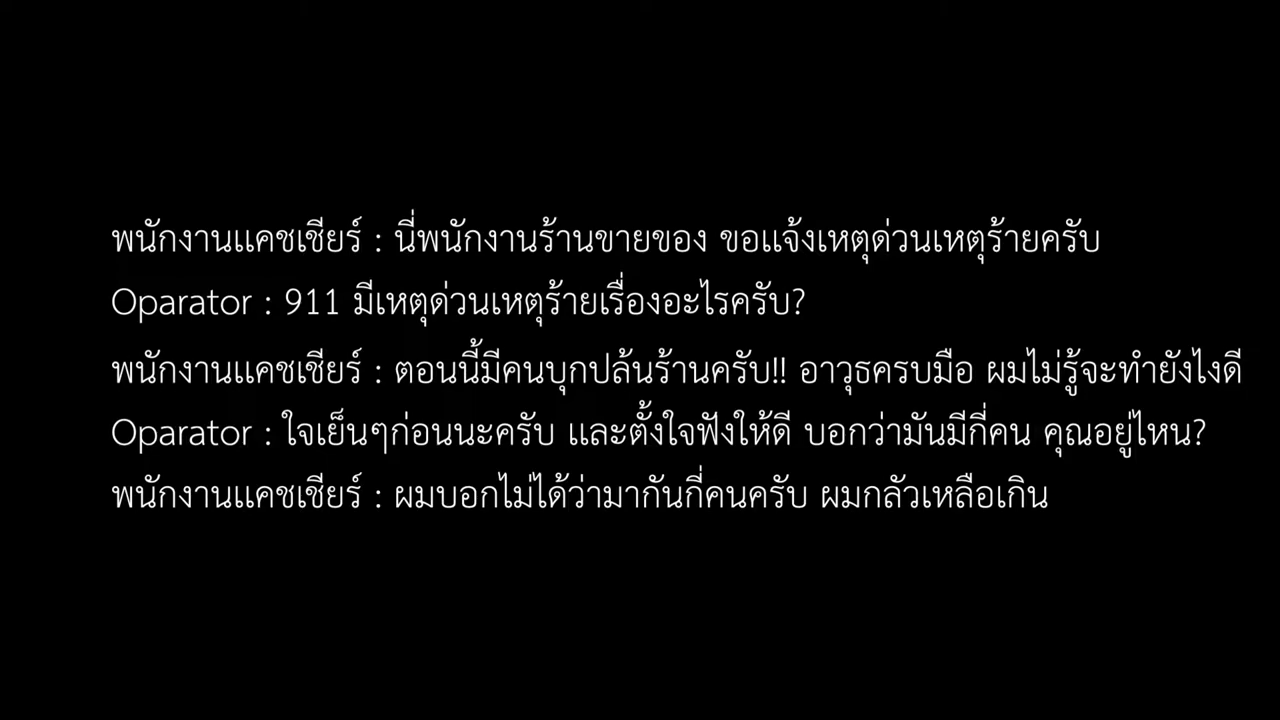 พนักงานแคชเชียร์ : นี่พนักงานร้านขายของ ขอแจ้งเหตุด่วนเหตุร้ายครับ
Oparator : 911 มีเหตุด่วนเหตุร้ายเรื่องอะไรครับ?
พนักงานแคชเชียร์ : ตอนนี้มีคนบุกปล้นร้านครับ!! อาวุธครบมือ ผมไม่รู้จะทำยังไงดี
Oparator : ใจเย็นๆก่อนนะครับ และตั้งใจฟังให้ดี บอกว่ามันมีกี่คน คุณอยู่ไหน?
พนักงานแคชเชียร์ : ผมบอกไม่ได้ว่ามากันกี่คนครับ ผมกลัวเหลือเกิน